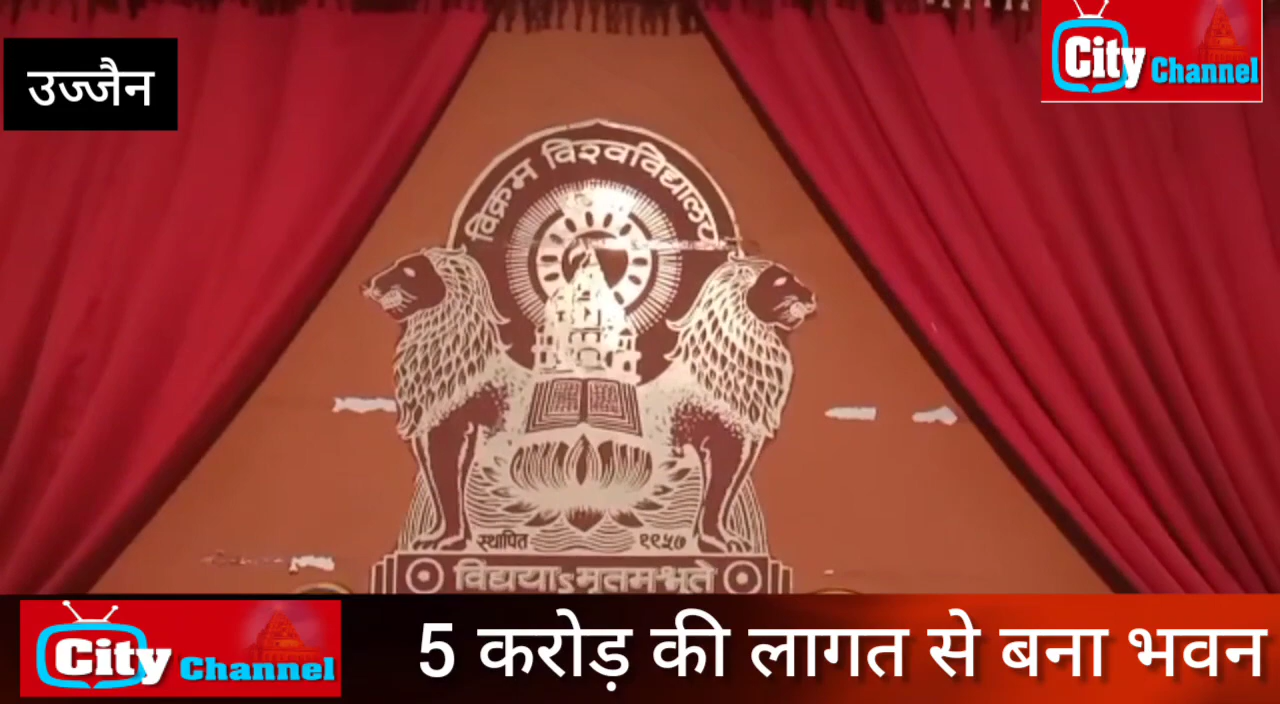 उज्जैन
City Channel
विक्रम विश्वविद्यालय
स्थापित १९५७
विद्ययाऽमृतमश्नुते
City Channel
5 करोड़ की लागत से बना भवन